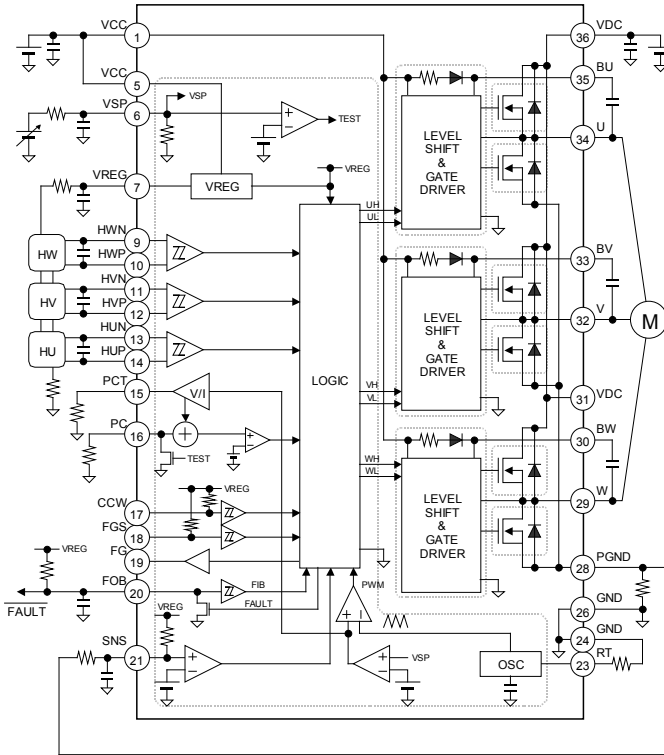 VCC
1
VCC
5
VSP
6
VSP
TEST
VREG
7
VREG
VREG
HWN
9
HW
HWP
10
HVN
11
HV
HVP
12
HUN
13
HU
HUP
14
PCT
15
V/I
PC
16
TEST
CCW
17
VREG
FGS
18
FG
19
VREG
FOB
20
FIB
FAULT
FAULT
VREG
SNS
21
LOGIC
PWM
VSP
OSC
UH
UL
VH
VL
WH
WL
LEVEL
SHIFT
&
GATE
DRIVER
LEVEL
SHIFT
&
GATE
DRIVER
LEVEL
SHIFT
&
GATE
DRIVER
VDC
36
BU
35
U
34
BV
33
V
32
M
VDC
31
BW
30
W
29
PGND
28
GND
26
GND
24
RT
23